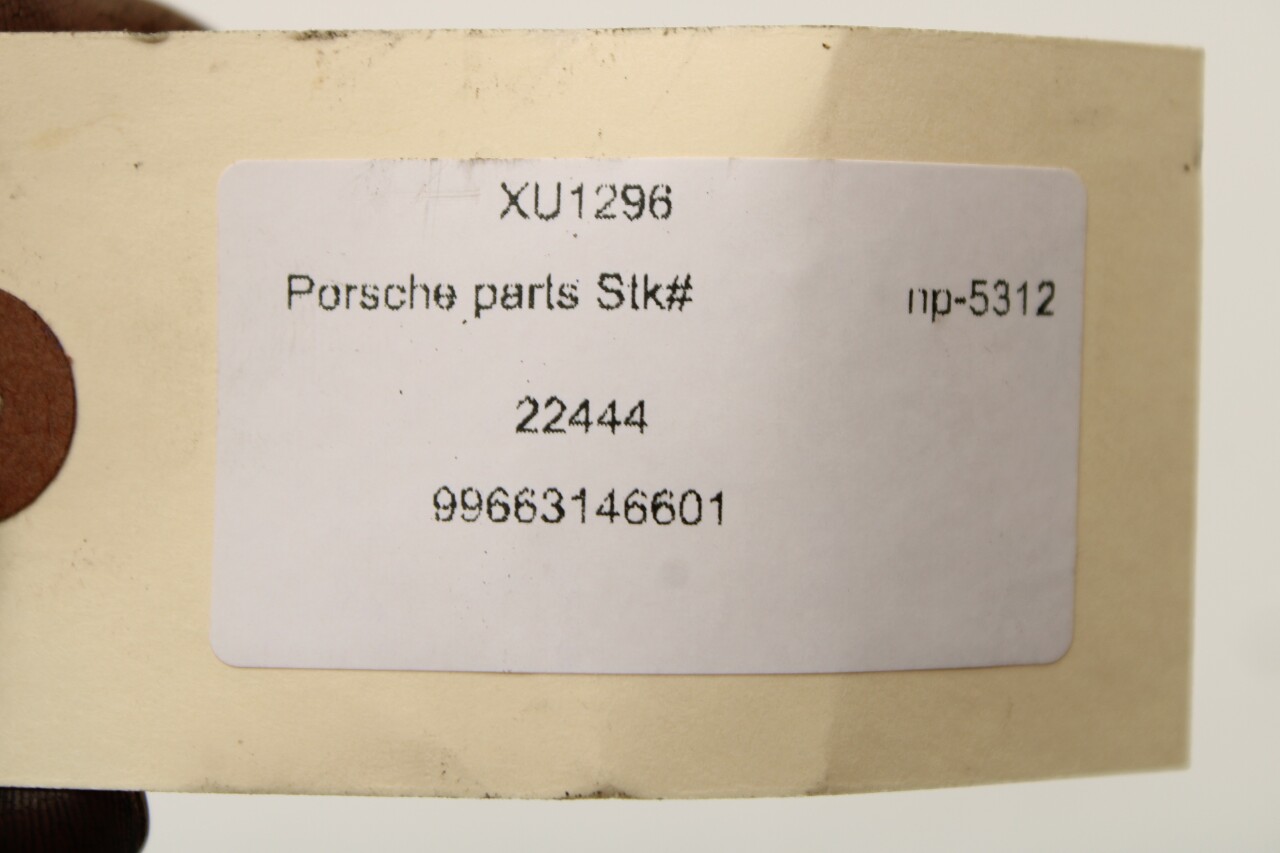 XU1296
Porsche parts Stk# np-5312
22444
99663146601